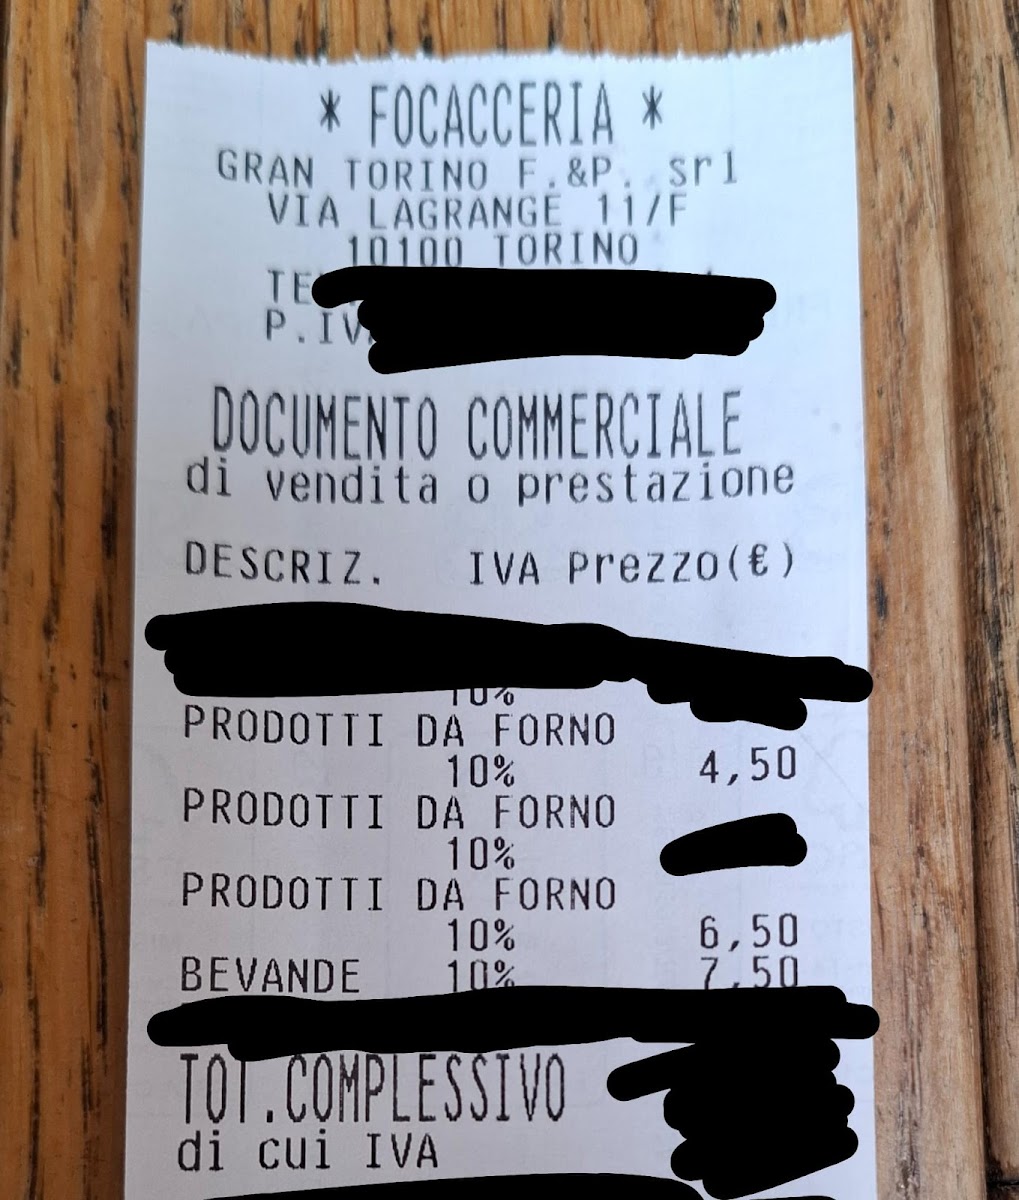 * FOCACCERIA *
GRAN TORINO F.&P. srl
VIA LAGRANGE 11/F
10100 TORINO
P.IVA
DOCUMENTO COMMERCIALE
di vendita o prestazione
DESCRIZ. IVA Prezzo(€)
10%
PRODOTTI DA FORNO
10% 4,50
PRODOTTI DA FORNO
10%
PRODOTTI DA FORNO
10% 6,50
BEVANDE 10% 7,50
TOT.COMPLESSIVO
di cui IVA